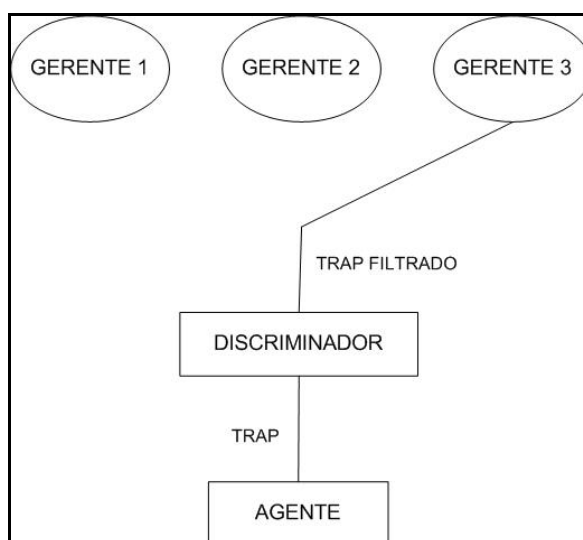 GERENTE 1
GERENTE 2
GERENTE 3
TRAP FILTRADO
DISCRIMINADOR
TRAP
AGENTE